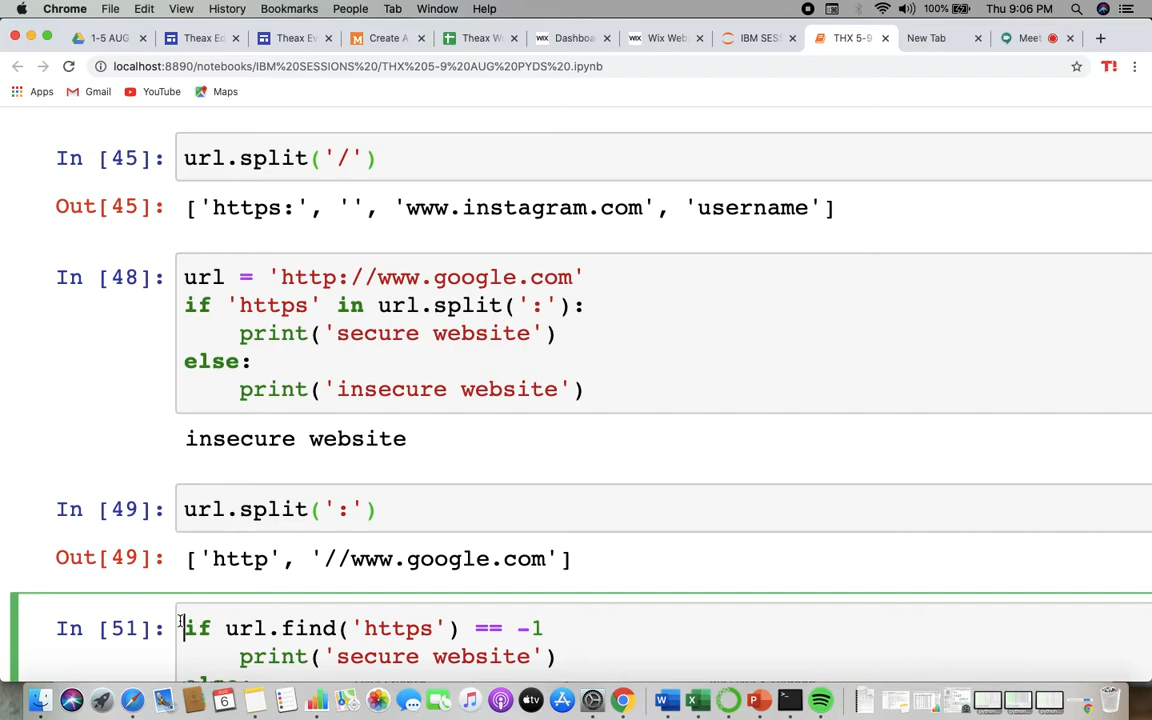 Chrome File Edit View History Bookmarks People Tab Window Help 100% Thu 9:06 PM
1-5 AUG Theax Ed Theax Ev Create A Theax W Dashboa Wix Web IBM SES THX 5-9 New Tab Meet
localhost:8890/notebooks/IBM%20SESSIONS%20/THX%205-9%20AUG%20PYDS%20.ipynb T!
Apps Gmail YouTube Maps
In [45]: url.split('/')
Out[45]: ['https:', '', 'www.instagram.com', 'username']
In [48]: url = 'http://www.google.com'
if 'https' in url.split(':'):
print('secure website')
else:
print('insecure website')
insecure website
In [49]: url.split(':')
Out[49]: ['http', '//www.google.com']
In [51]: if url.find('https') == -1
print('secure website')
else: